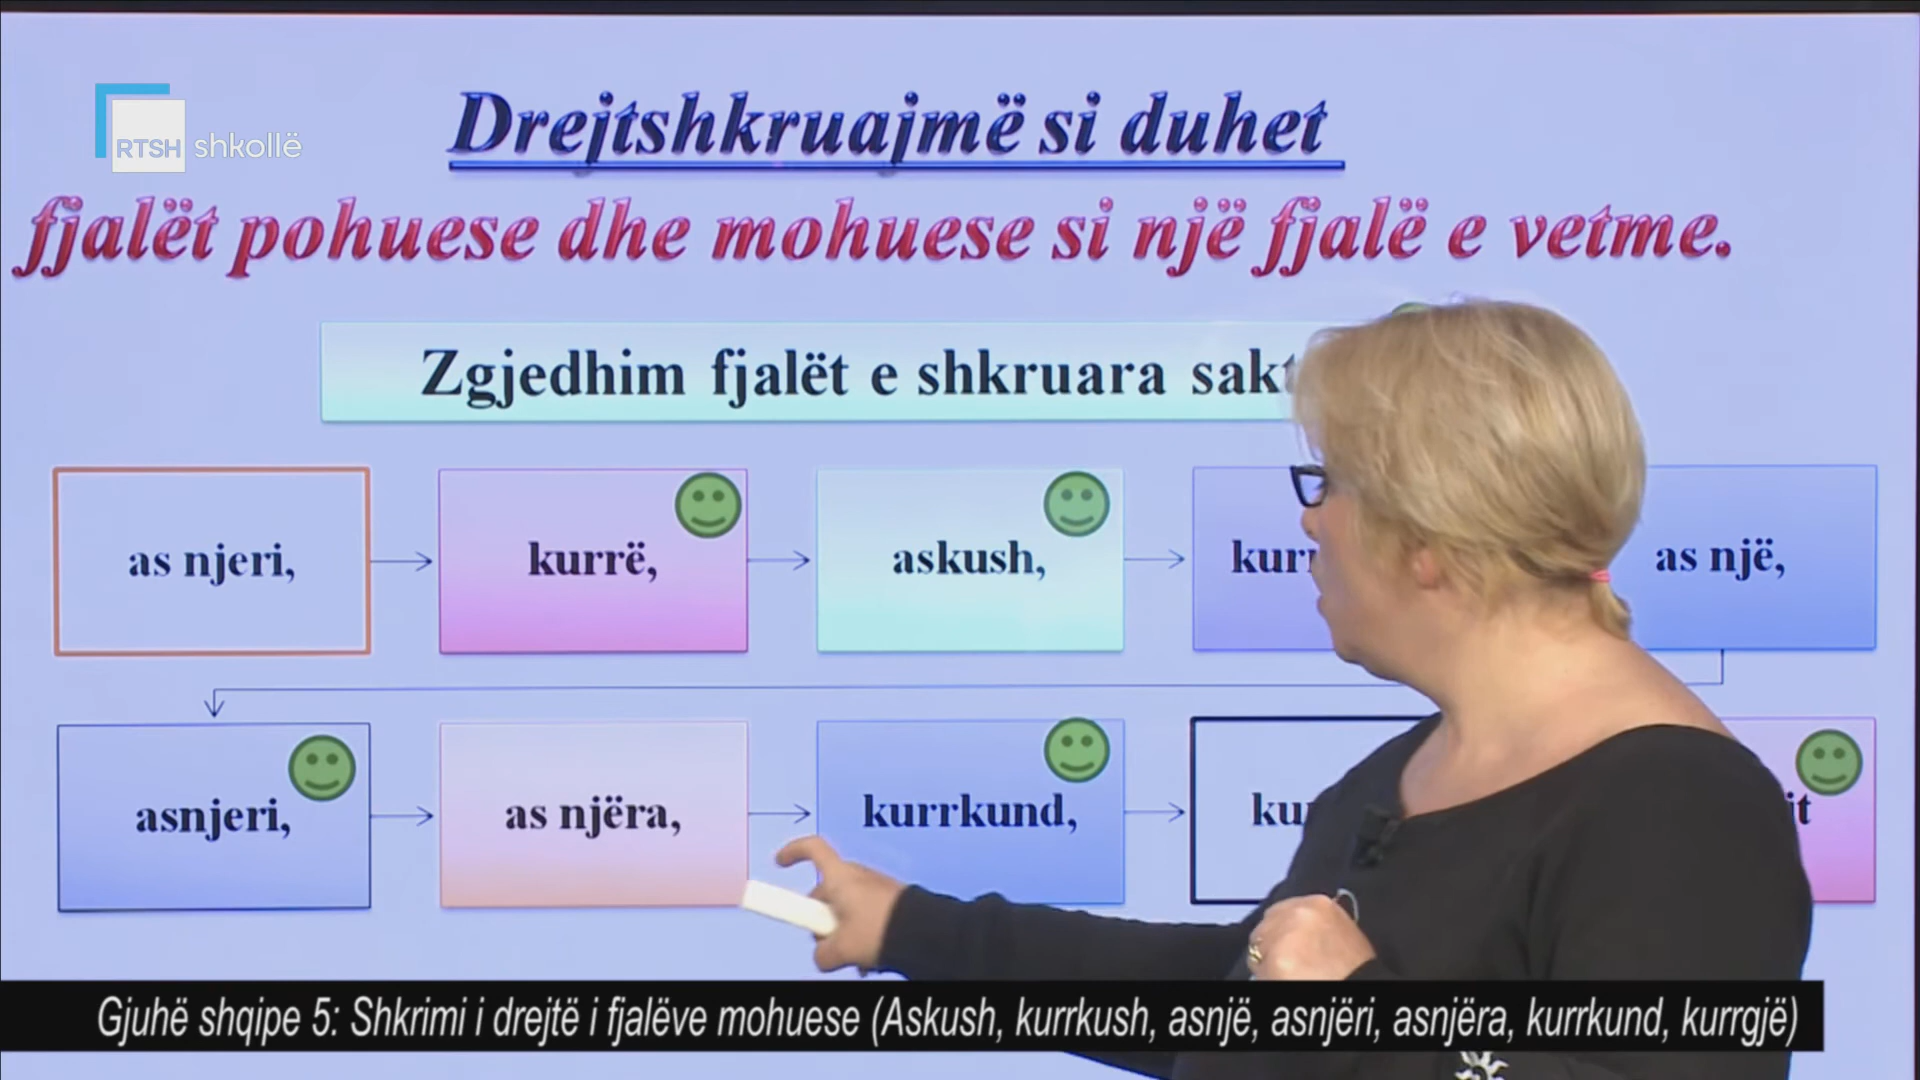 RTSH shkollë
Drejtshkruajmë si duhet
fjalët pohuese dhe mohuese si një fjalë e vetme.
Zgjedhim fjalët e shkruara
as njeri,
kurrë,
askush,
as një,
asnjeri,
as njëra,
kurrkund,
Gjuhë shqipe 5: Shkrimi i drejtë i fjalëve mohuese (Askush, kurrkush, asnjë, asnjëri, asnjëra, kurrkund, kurrgjë)